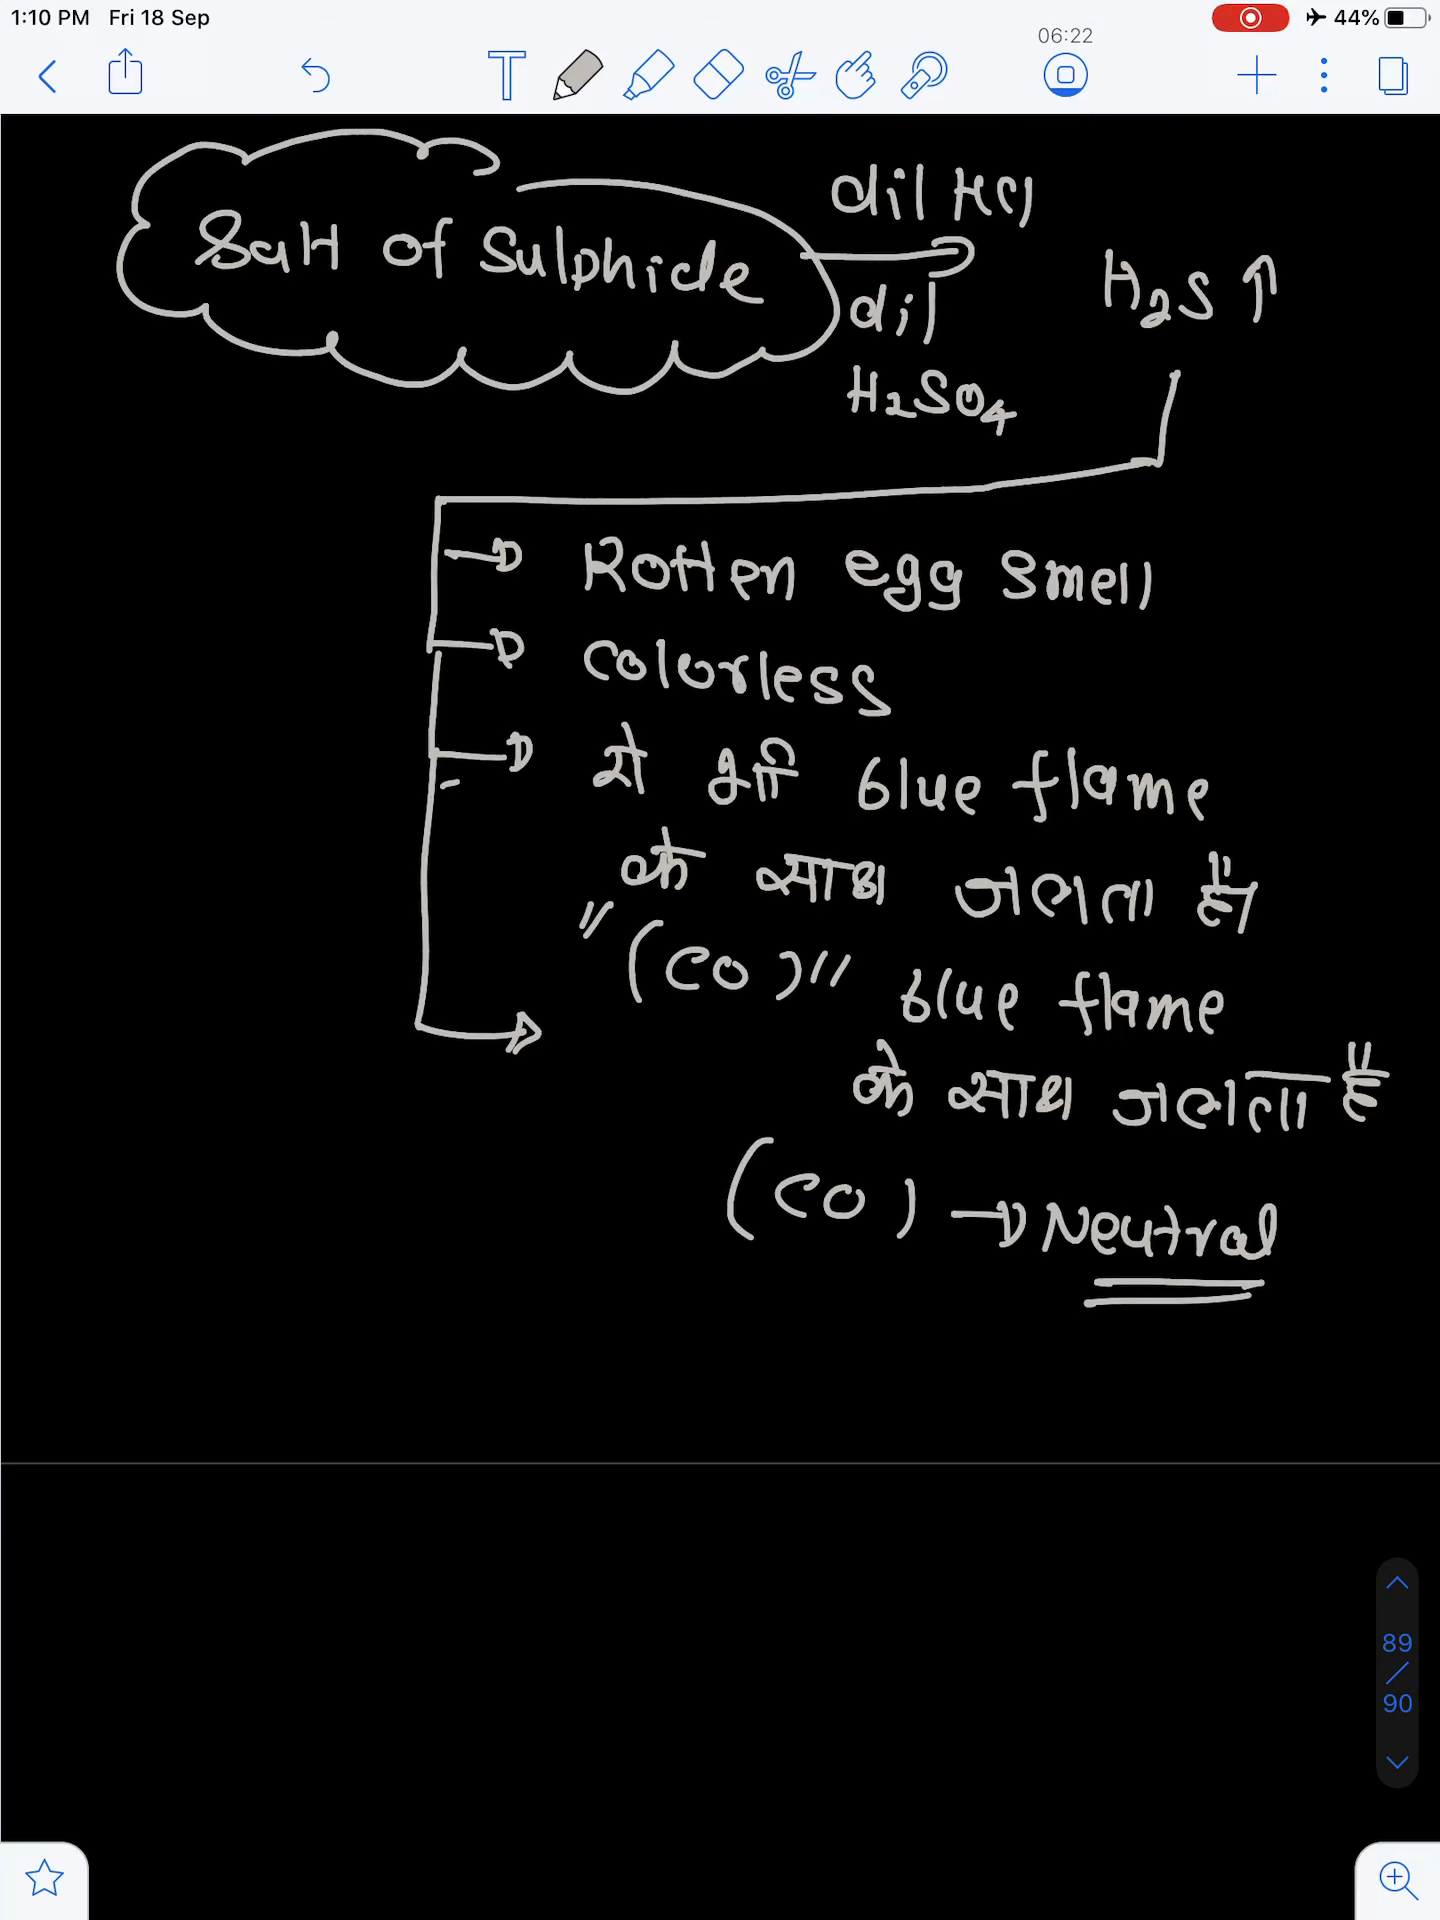 1:10 PM Fri 18 Sep
44%
06:22
T
dil HCl
Salt of Sulphide
H₂S ↑
dil
H₂SO₄
Rotten egg smell
Colorless
ये भी blue flame
के साथ जलता है
"(CO)" blue flame
के साथ जलता है
(CO) → Neutral
89
/
90